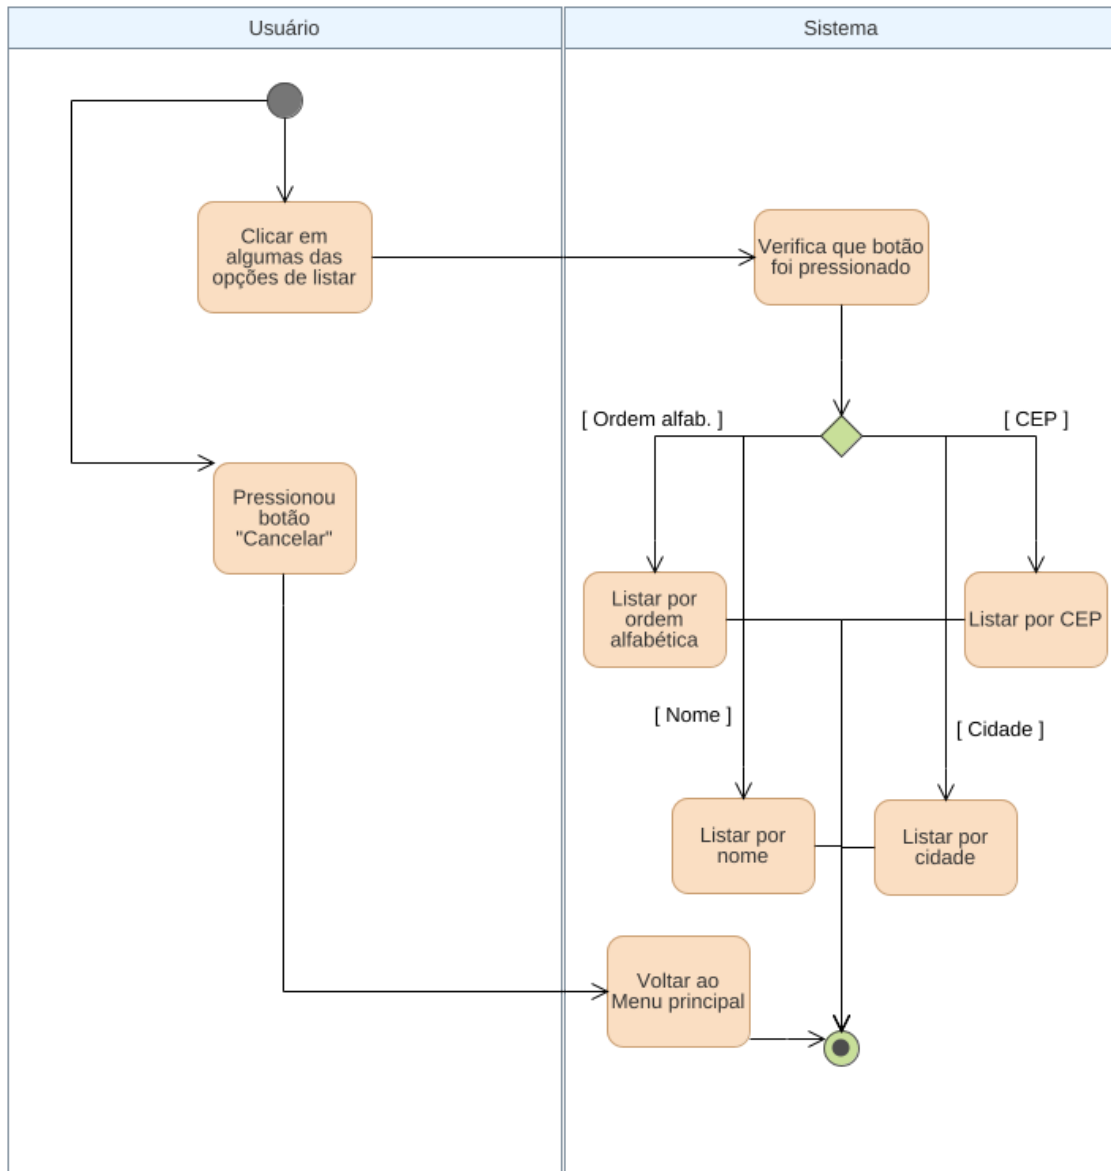 Usuário
Sistema
Clicar em
algumas das
opções de listar
Verifica que botão
foi pressionado
[ Ordem alfab. ]
[ CEP ]
Pressionou
botão
"Cancelar"
Listar por
ordem
alfabética
Listar por CEP
[ Nome ]
[ Cidade ]
Listar por
nome
Listar por
cidade
Voltar ao
Menu principal